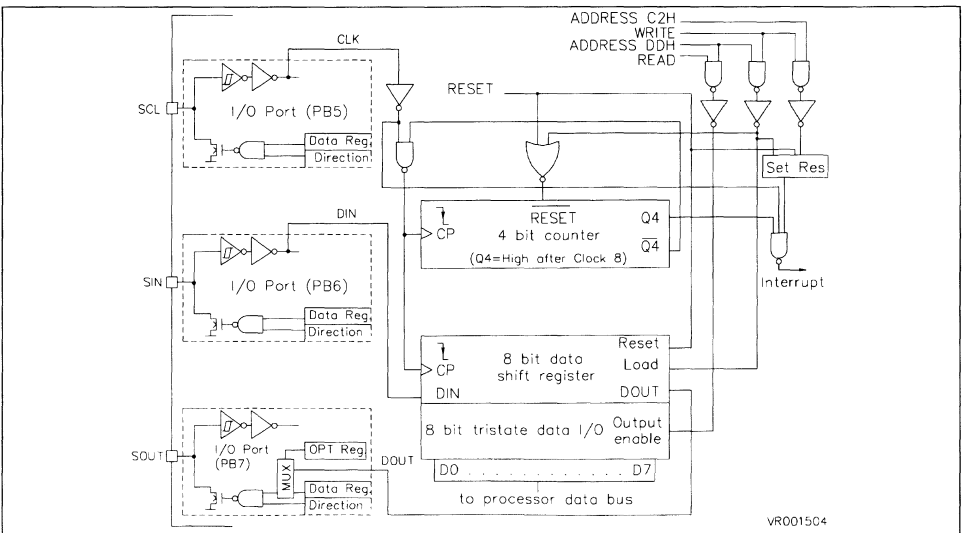 ADDRESS C2H
WRITE
ADDRESS DDH
READ
CLK
RESET
SCL
I/O Port (PB5)
Data Reg.
Direction
Set Res
DIN
RESET
Q4
CP
4 bit counter
Q4
(Q4=High after Clock 8)
Interrupt
SIN
I/O Port (PB6)
Data Reg.
Direction
Reset
8 bit data
Load
CP
shift register
DIN
DOUT
8 bit tristate data I/O
Output
enable
SOUT
I/O Port
(PB7)
OPT Reg.
DOUT
MUX
Data Reg.
Direction
D0 . . . . . . . . . . . . D7
to processor data bus
VR001504